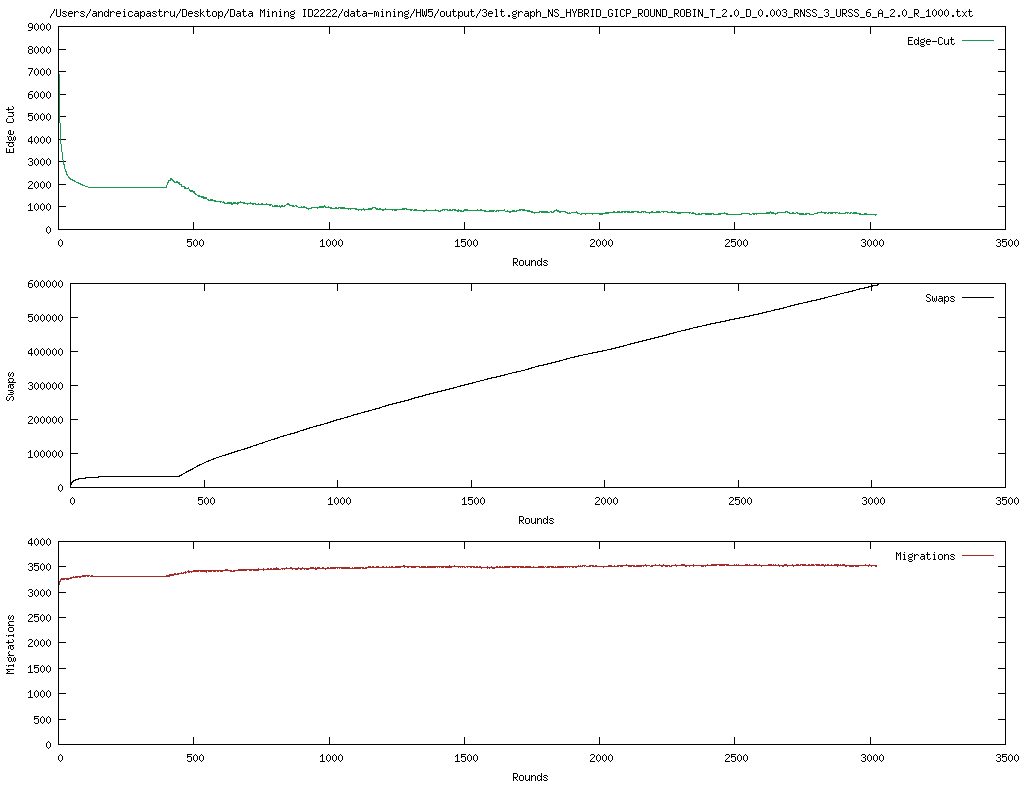 /Users/andreicapastru/Desktop/Data Mining ID2222/data-mining/HW5/output/3elt.graph_NS_HYBRID_GICP_ROUND_ROBIN_T_2.0_D_0.003_RNSS_3_URSS_6_A_2.0_R_1000.txt
9000
8000
7000
6000
5000
4000
3000
2000
1000
0
Edge Cut
Edge-Cut
0 500 1000 1500 2000 2500 3000 3500
Rounds
600000
500000
400000
300000
200000
100000
0
Swaps
Swaps
0 500 1000 1500 2000 2500 3000 3500
Rounds
4000
3500
3000
2500
2000
1500
1000
500
0
Migrations
Migrations
0 500 1000 1500 2000 2500 3000 3500
Rounds